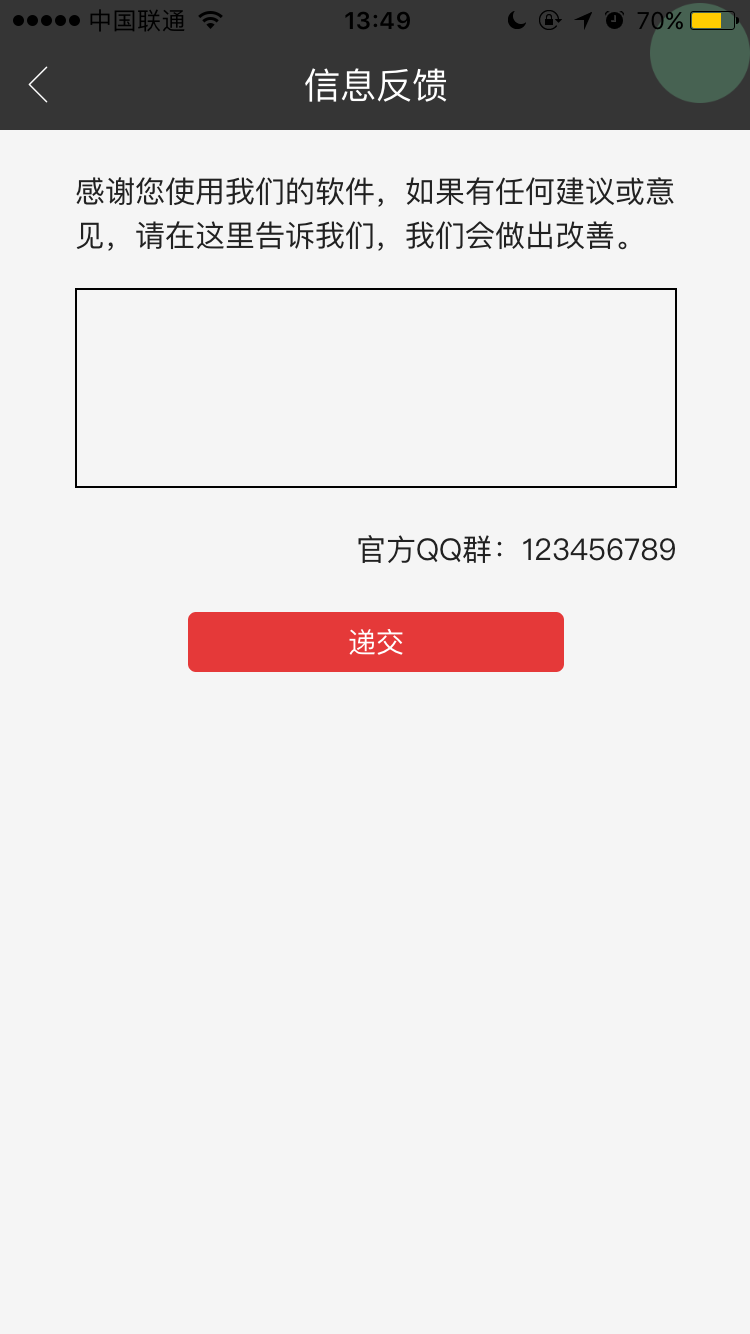 中国联通 13:49 70%
信息反馈
感谢您使用我们的软件，如果有任何建议或意
见，请在这里告诉我们，我们会做出改善。
官方QQ群：123456789
递交